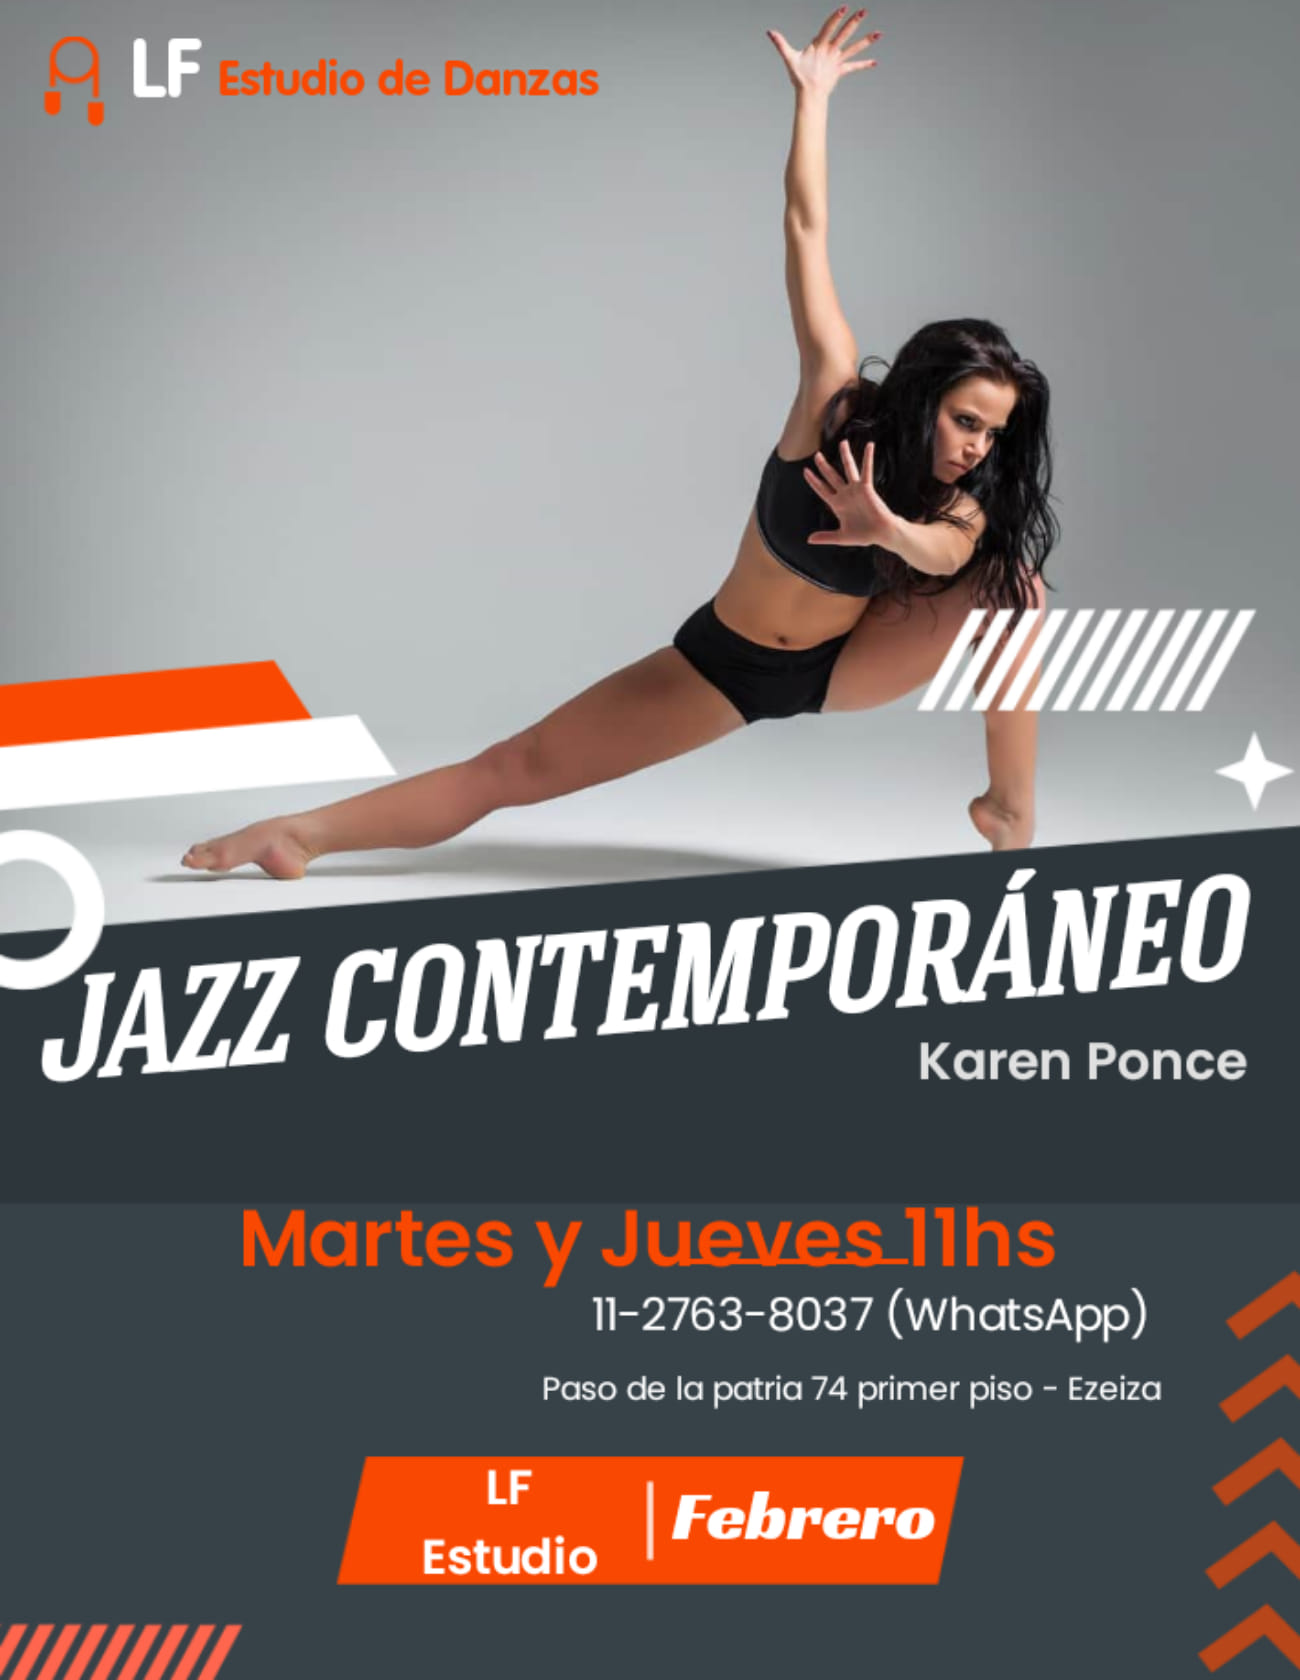 LF Estudio de Danzas
JAZZ CONTEMPORÁNEO
Karen Ponce
Martes y Jueves 11hs
11-2763-8037 (WhatsApp)
Paso de la patria 74 primer piso - Ezeiza
LF
Estudio
Febrero